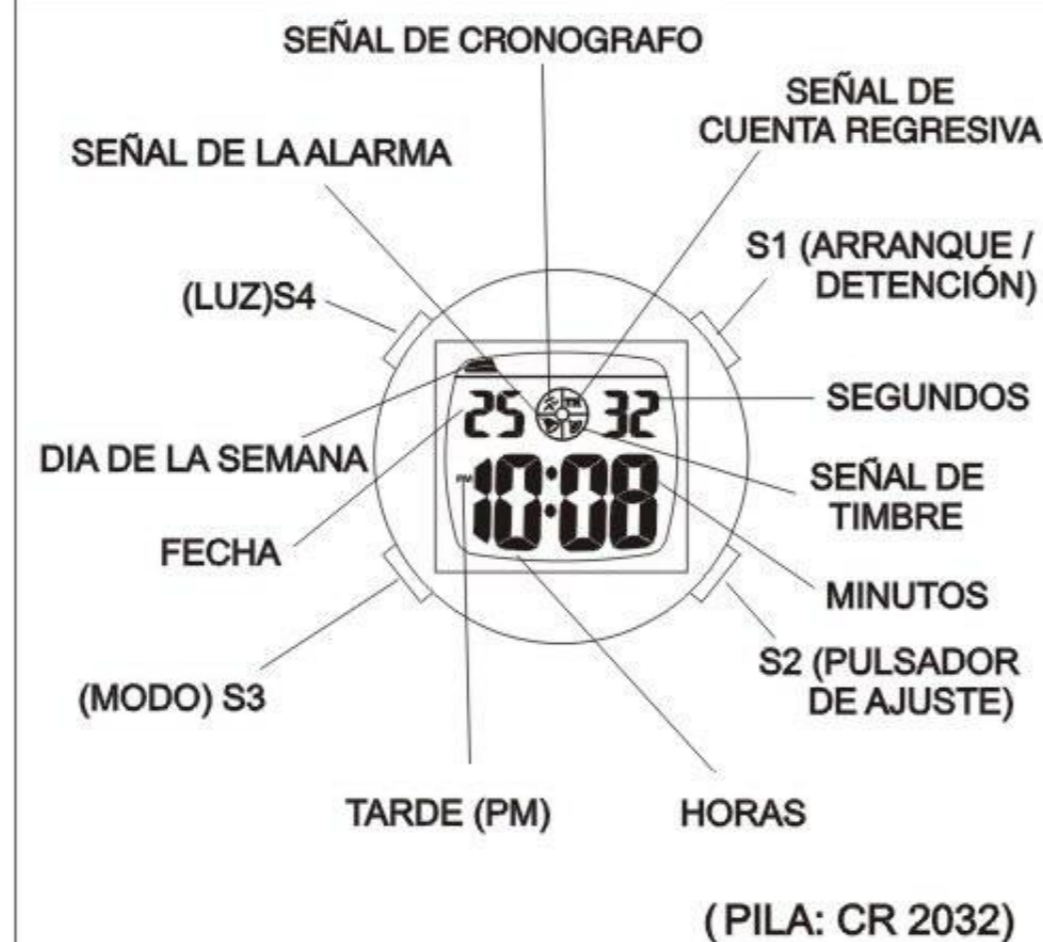 SEÑAL DE CRONOGRAFO
SEÑAL DE
CUENTA REGRESIVA
SEÑAL DE LA ALARMA
S1 (ARRANQUE /
DETENCIÓN)
(LUZ)S4
25
32
SEGUNDOS
DIA DE LA SEMANA
PM
10:08
SEÑAL DE
TIMBRE
FECHA
MINUTOS
S2 (PULSADOR
DE AJUSTE)
(MODO) S3
TARDE (PM)
HORAS
(PILA: CR 2032)